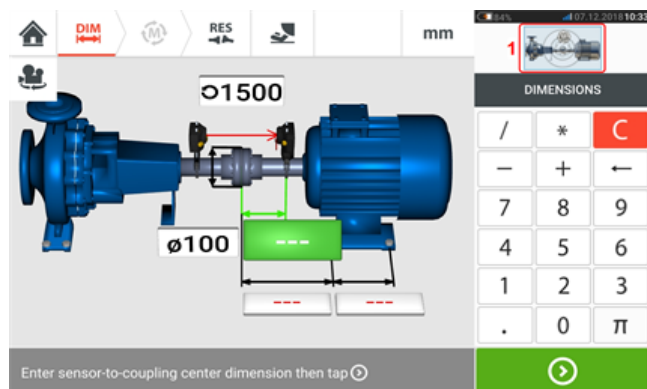 DIM
M
RES
mm
84% 07.12.2018 10:33
1
DIMENSIONS
1500
ø100
---
--- ---
/ * C
− + ←
7 8 9
4 5 6
1 2 3
. 0 π
Enter sensor-to-coupling center dimension then tap